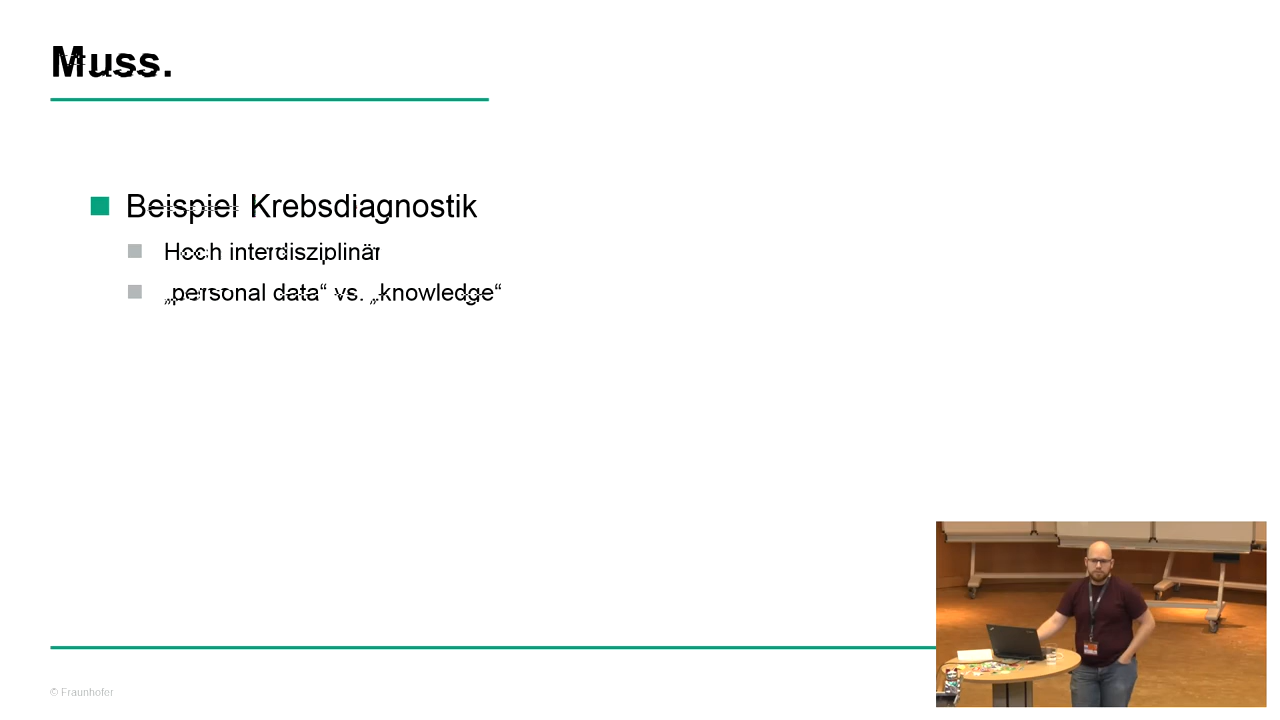 Muss.
Beispiel Krebsdiagnostik
Hoch interdisziplinär
„personal data“ vs. „knowledge“
© Fraunhofer